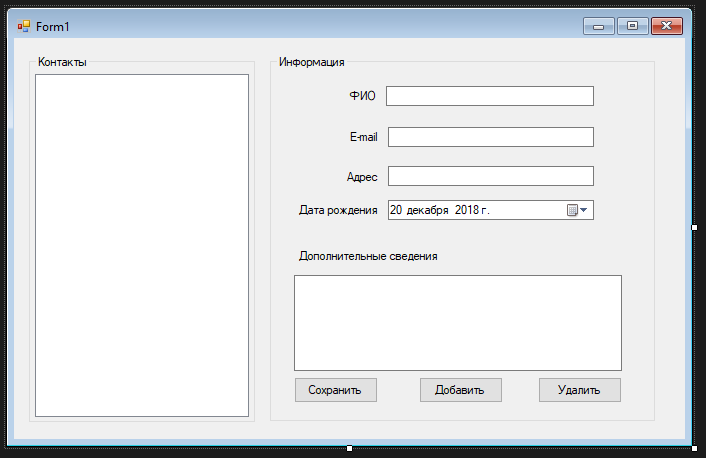 Form1
Контакты
Информация
ФИО
E-mail
Адрес
Дата рождения 20 декабря 2018 г.
Дополнительные сведения
Сохранить Добавить Удалить